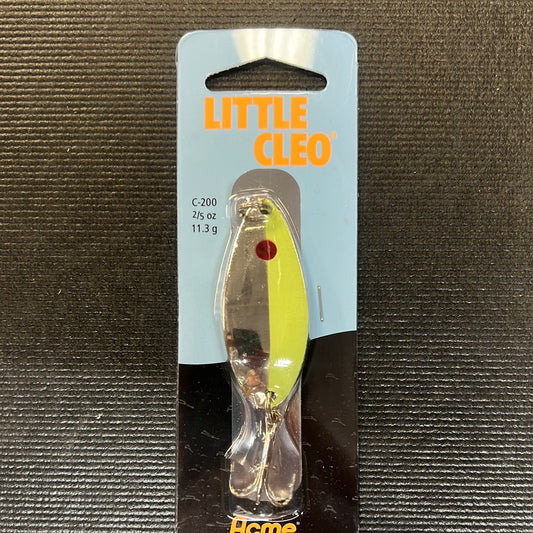 LITTLE
CLEO®
C-200
2/5 oz
11.3 g
Acme